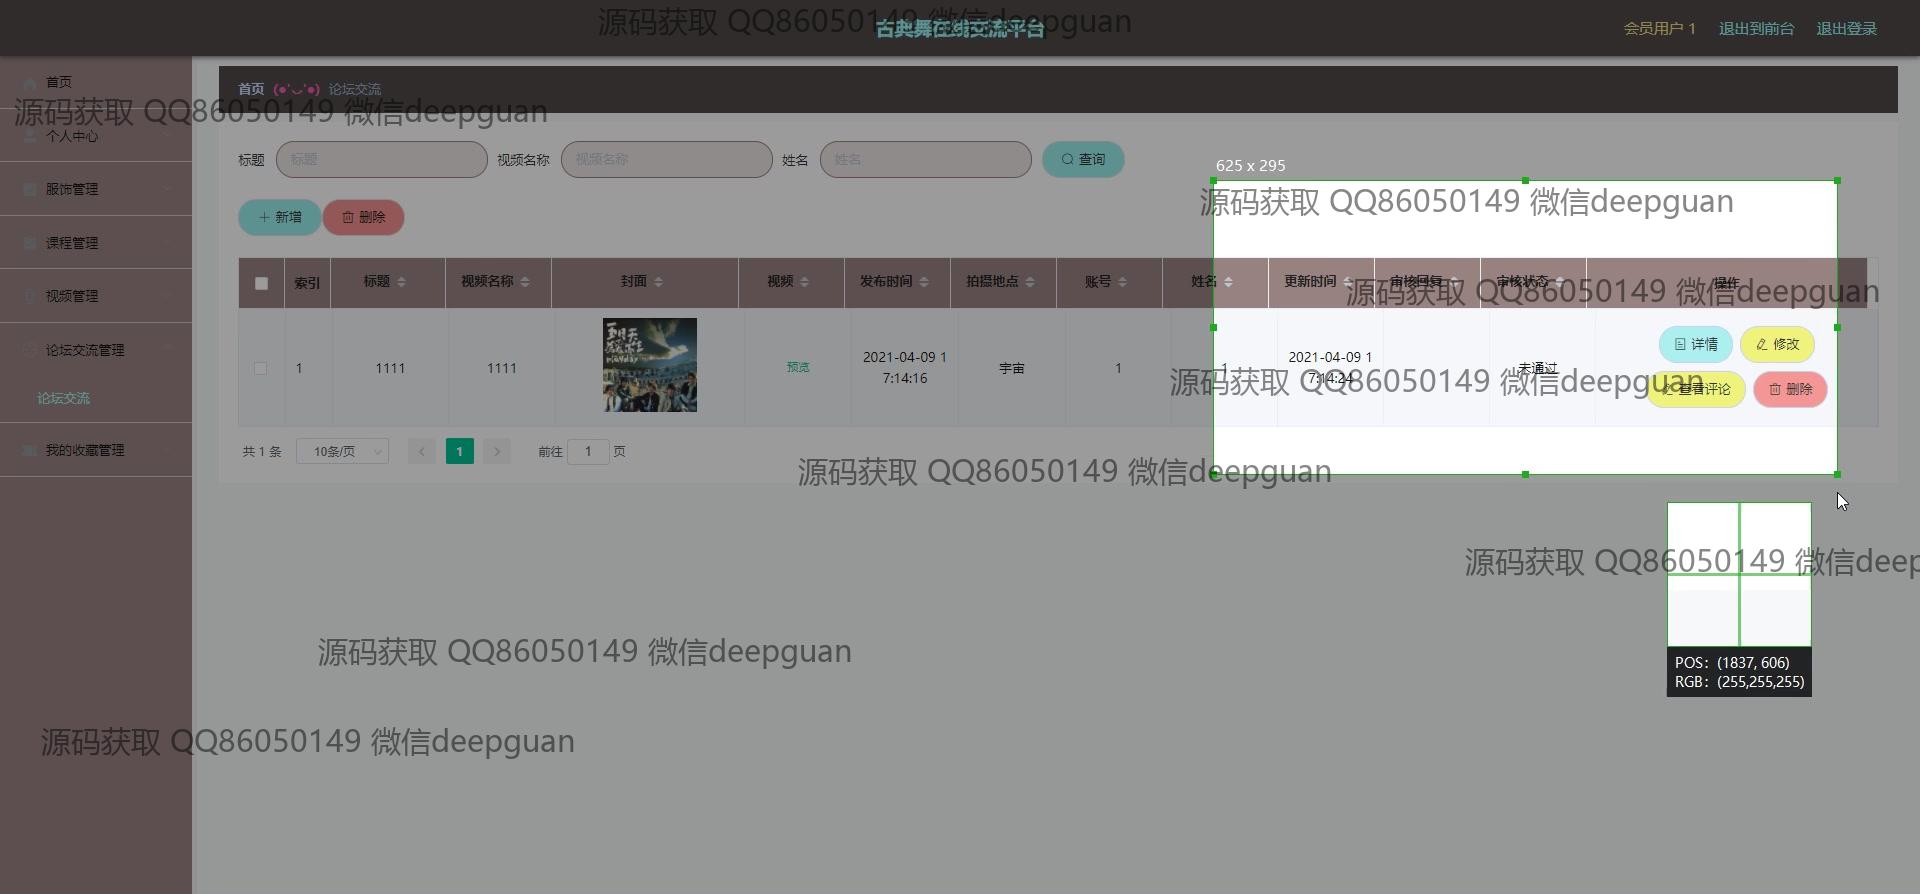 源码获取 QQ86050149 微信deepguan
古典舞在线交流平台
会员用户 1 退出到前台 退出登录
首页
首页 (●'◡'●) 论坛交流
源码获取 QQ86050149 微信deepguan
个人中心
标题 标题 视频名称 视频名称 姓名 姓名 查询
625 x 295
服饰管理
源码获取 QQ86050149 微信deepguan
新增 删除
课程管理
索引 标题 视频名称 封面 视频 发布时间 拍摄地点 账号 姓名 更新时间 审核回复 审核状态 操作
源码获取 QQ86050149 微信deepguan
视频管理
论坛交流管理
1 1111 1111 预览 2021-04-09 1
7:14:16 宇宙 1 1 2021-04-09 1
7:14:24 未通过 详情 修改
查看评论 删除
源码获取 QQ86050149 微信deepguan
论坛交流
我的收藏管理
共 1 条 10条/页 1 前往 1 页
源码获取 QQ86050149 微信deepguan
源码获取 QQ86050149 微信deep
源码获取 QQ86050149 微信deepguan
POS: (1837, 606)
RGB: (255,255,255)
源码获取 QQ86050149 微信deepguan